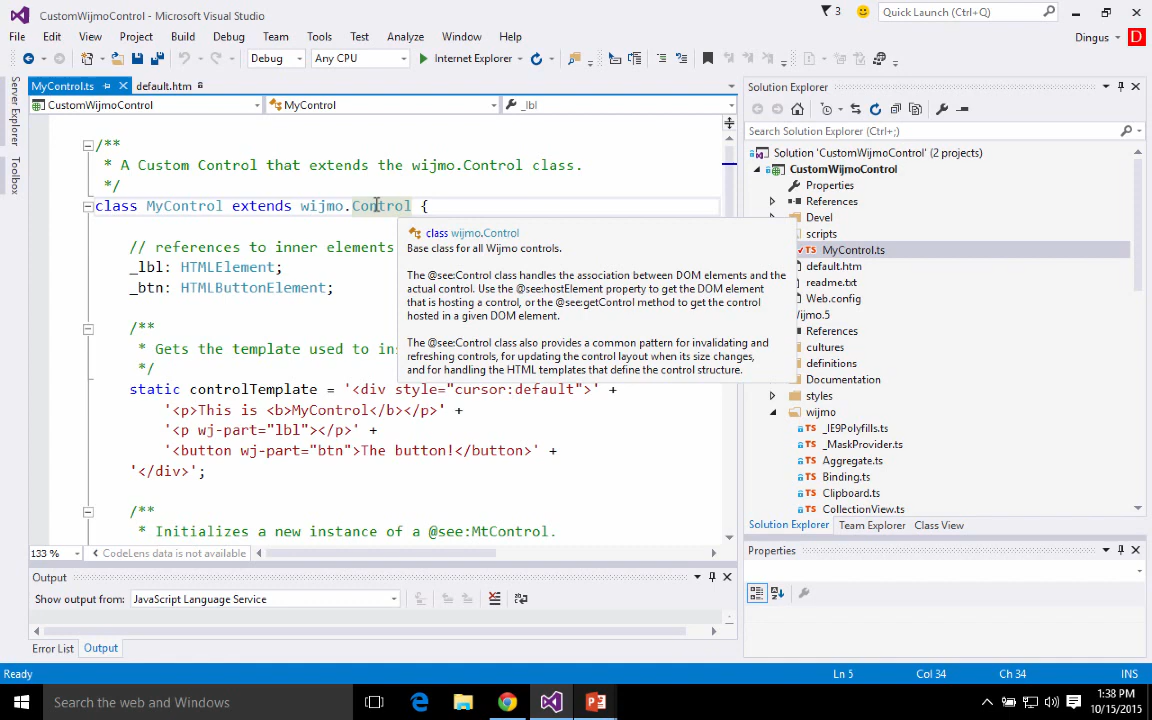 CustomWijmoControl - Microsoft Visual Studio
3
Quick Launch (Ctrl+Q)
File Edit View Project Build Debug Team Tools Test Analyze Window Help
Dingus D
Debug Any CPU Internet Explorer
Server Explorer
Toolbox
MyControl.ts default.htm
CustomWijmoControl MyControl _lbl
/**
* A Custom Control that extends the wijmo.Control class.
*/
class MyControl extends wijmo.Control {
class wijmo.Control
Base class for all Wijmo controls.
The @see:Control class handles the association between DOM elements and the
actual control. Use the @see:hostElement property to get the DOM element
that is hosting a control, or the @see:getControl method to get the control
hosted in a given DOM element.
The @see:Control class also provides a common pattern for invalidating and
refreshing controls, for updating the control layout when its size changes,
and for handling the HTML templates that define the control structure.
// references to inner elements
_lbl: HTMLElement;
_btn: HTMLButtonElement;
/**
* Gets the template used to ins
*/
static controlTemplate = '<div style="cursor:default">' +
'<p>This is <b>MyControl</b></p>' +
'<p wj-part="lbl"></p>' +
'<button wj-part="btn">The button!</button>' +
'</div>';
/**
* Initializes a new instance of a @see:MtControl.
133 % CodeLens data is not available
Output
Show output from: JavaScript Language Service
Error List Output
Solution Explorer
Search Solution Explorer (Ctrl+;)
Solution 'CustomWijmoControl' (2 projects)
CustomWijmoControl
Properties
References
Devel
scripts
TS MyControl.ts
default.htm
readme.txt
Web.config
Wijmo.5
References
cultures
definitions
Documentation
styles
wijmo
TS _IE9Polyfills.ts
TS _MaskProvider.ts
TS Aggregate.ts
TS Binding.ts
TS Clipboard.ts
TS CollectionView.ts
Solution Explorer Team Explorer Class View
Properties
Ready Ln 5 Col 34 Ch 34 INS
Search the web and Windows
1:38 PM
10/15/2015